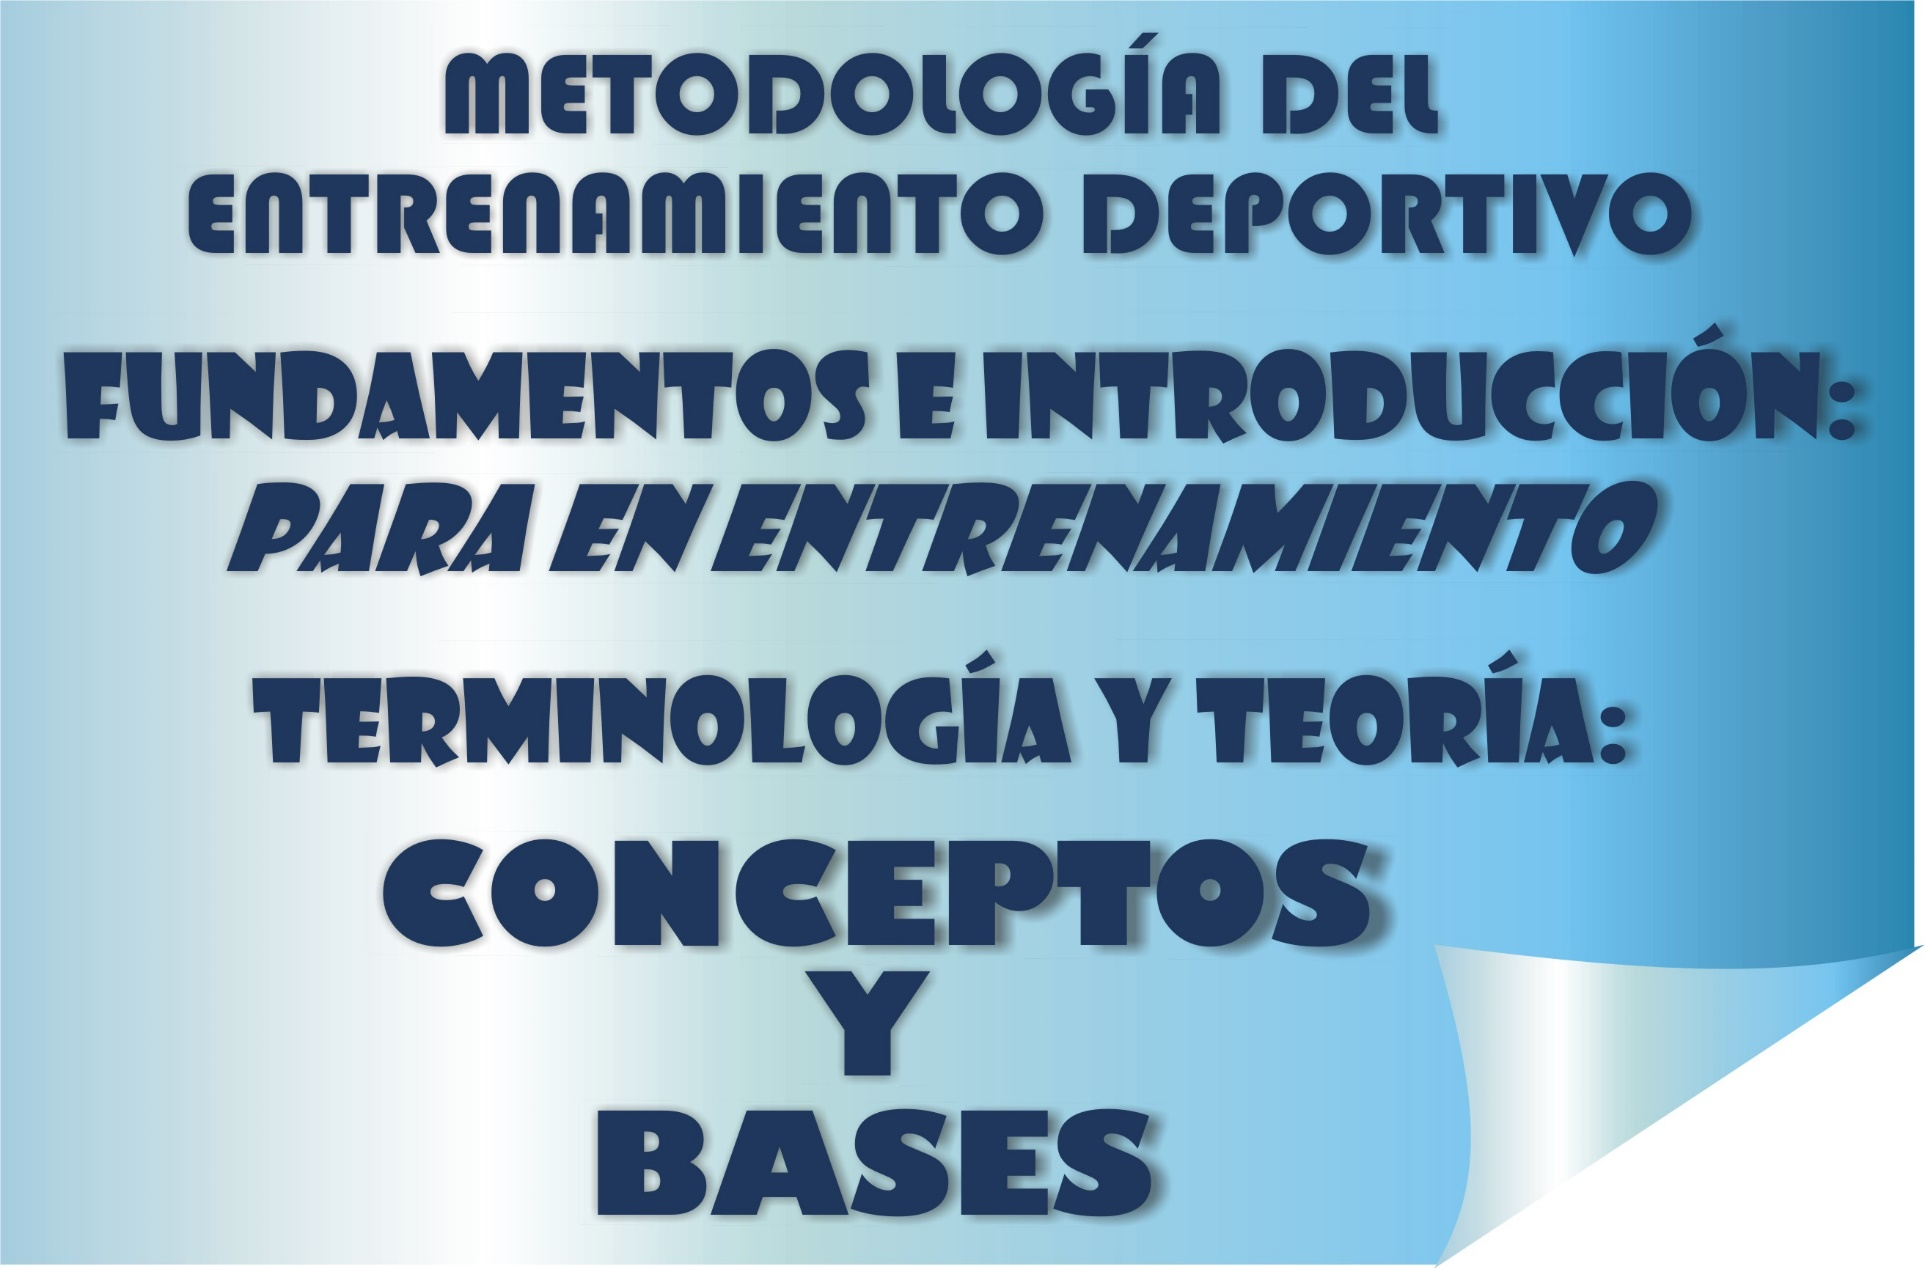 METODOLOGÍA DEL
ENTRENAMIENTO DEPORTIVO
FUNDAMENTOS E INTRODUCCIÓN:
PARA EN ENTRENAMIENTO
TERMINOLOGÍA Y TEORÍA:
CONCEPTOS
Y
BASES